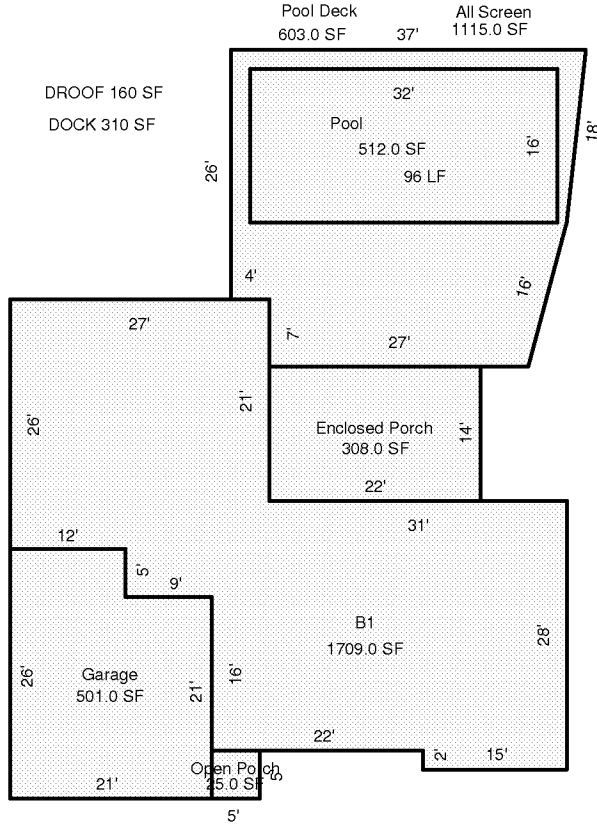 Pool Deck
603.0 SF
37'
All Screen
1115.0 SF
DROOF 160 SF
DOCK 310 SF
32'
Pool
512.0 SF
96 LF
16'
18'
26'
4'
16'
27'
7'
27'
26'
21'
Enclosed Porch
308.0 SF
14'
22'
31'
12'
5'
9'
B1
1709.0 SF
28'
Garage
501.0 SF
26'
21'
16'
22'
2'
15'
Open Porch
25.0 SF
5'
21'
5'